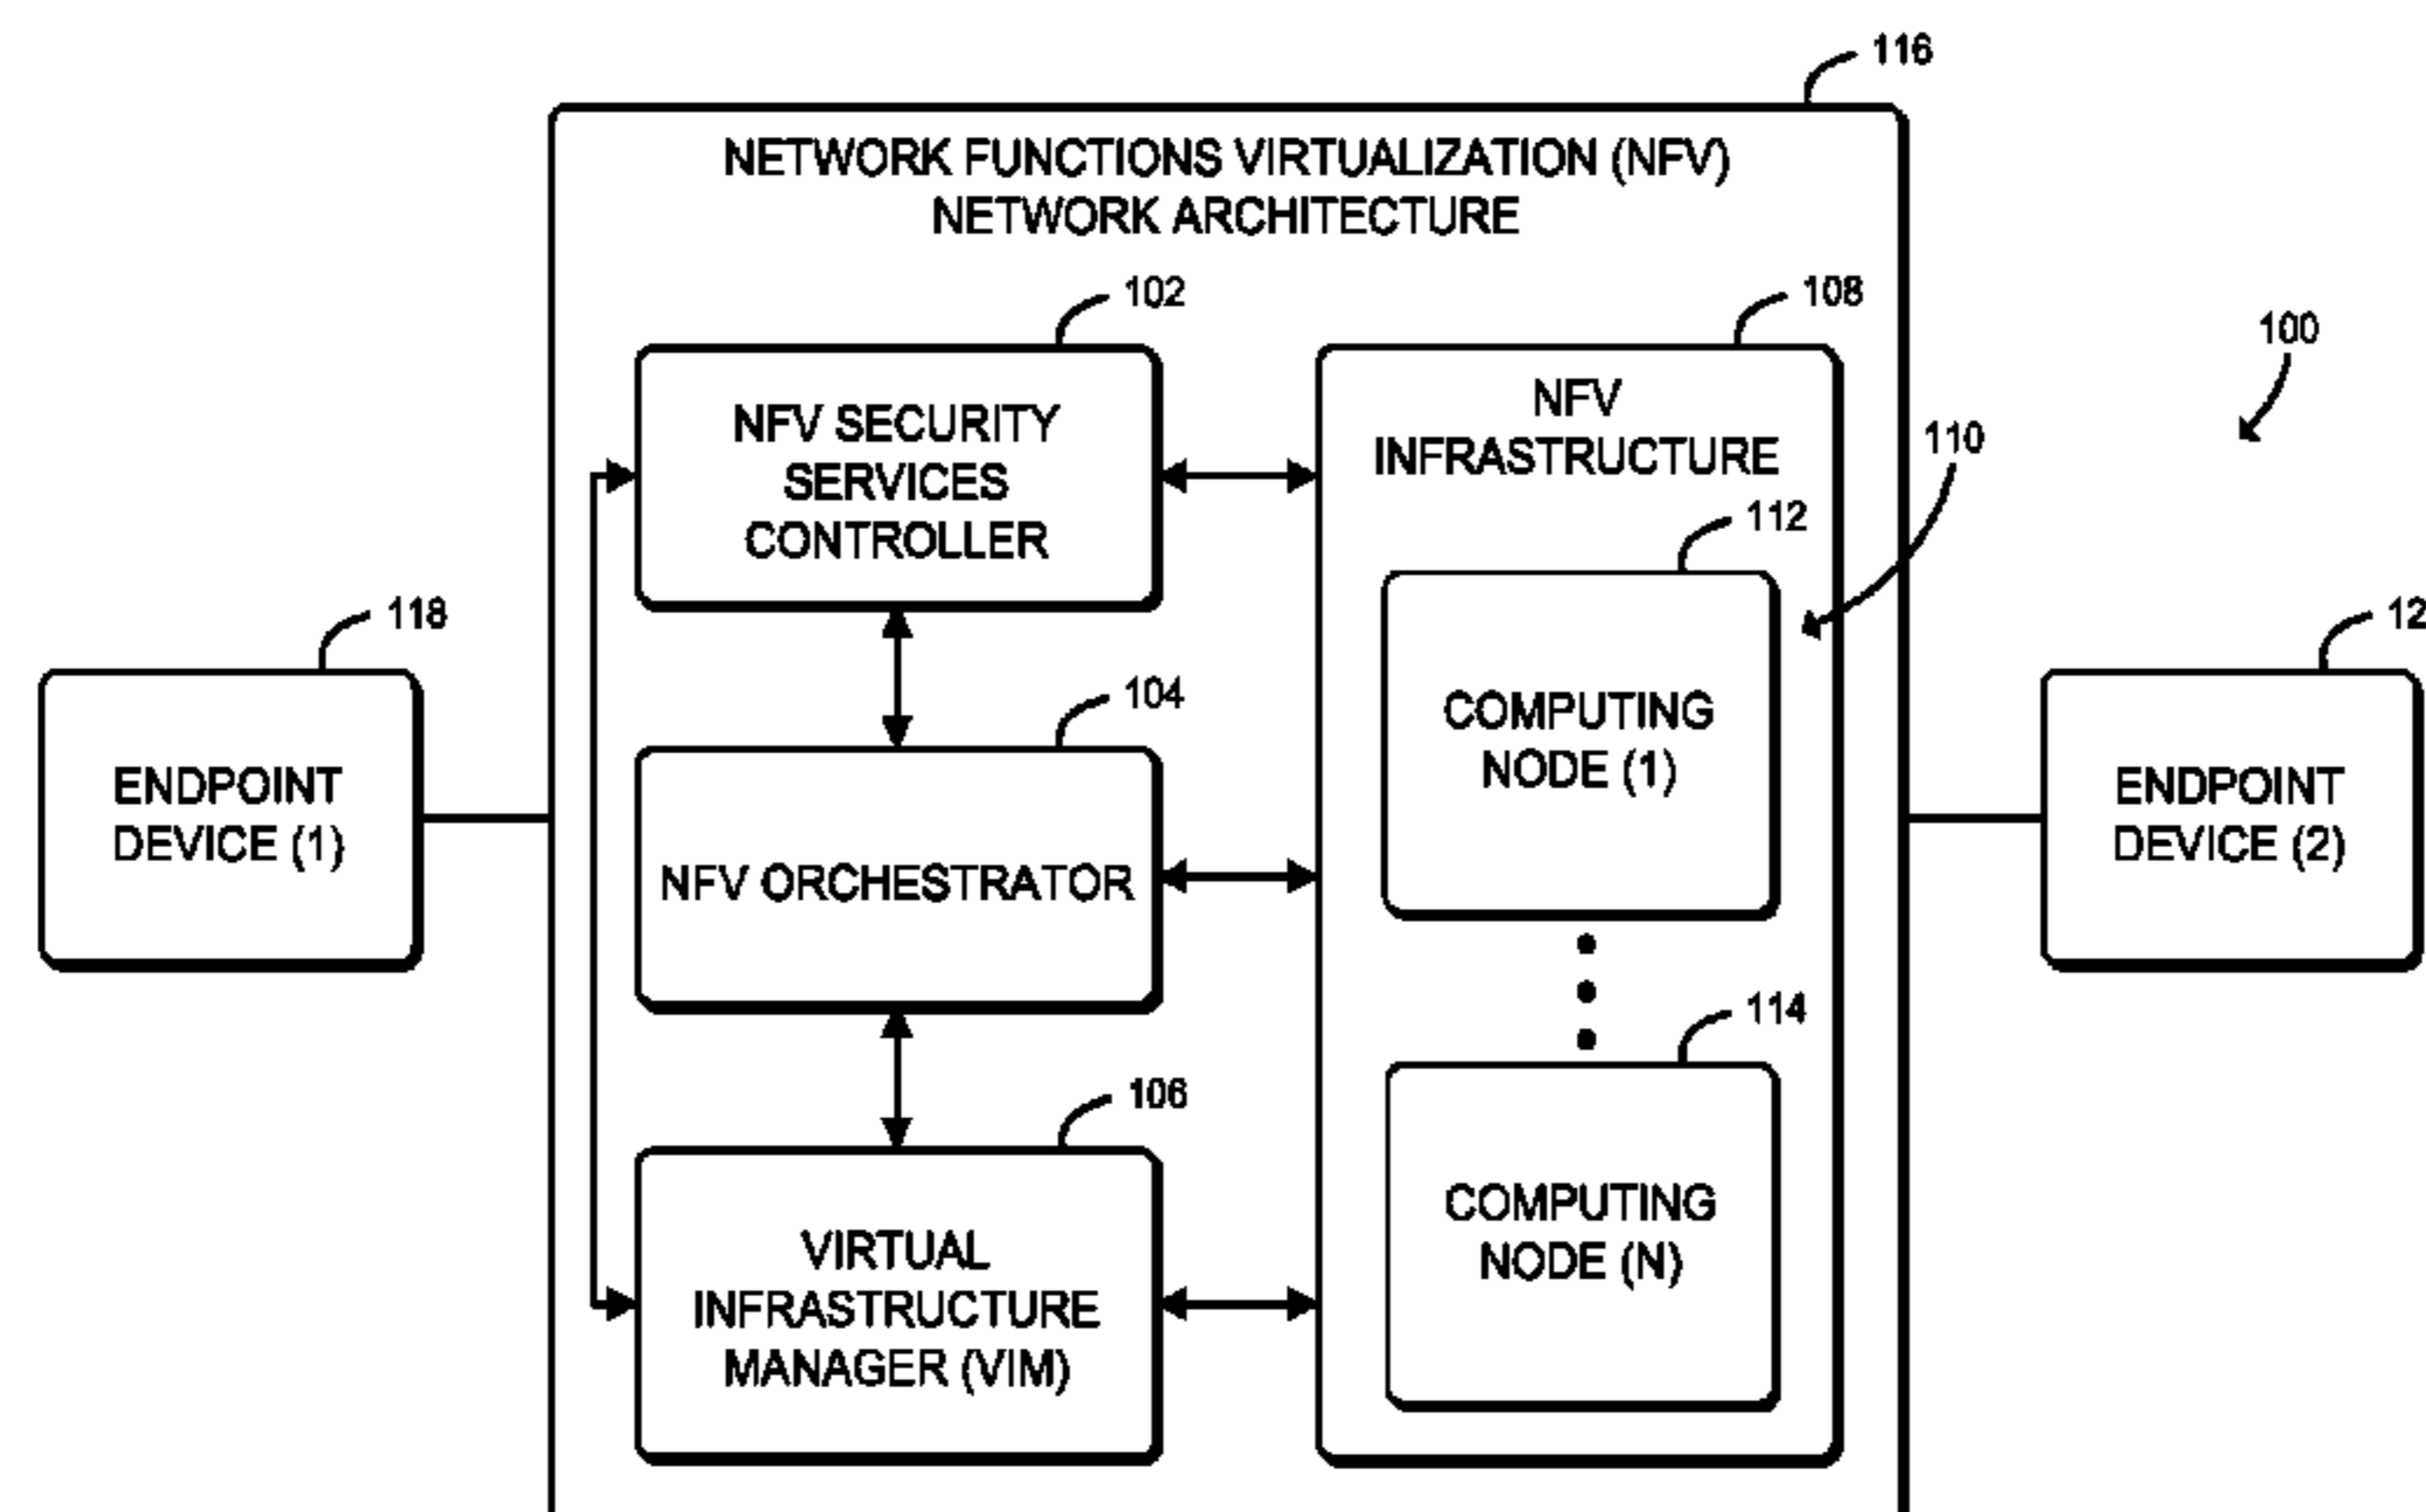 116
NETWORK FUNCTIONS VIRTUALIZATION (NFV)
NETWORK ARCHITECTURE
102
108
100
NFV SECURITY
SERVICES
CONTROLLER
NFV
INFRASTRUCTURE
110
112
118
12
104
COMPUTING
NODE (1)
ENDPOINT
DEVICE (1)
NFV ORCHESTRATOR
ENDPOINT
DEVICE (2)
114
106
COMPUTING
NODE (N)
VIRTUAL
INFRASTRUCTURE
MANAGER (VIM)